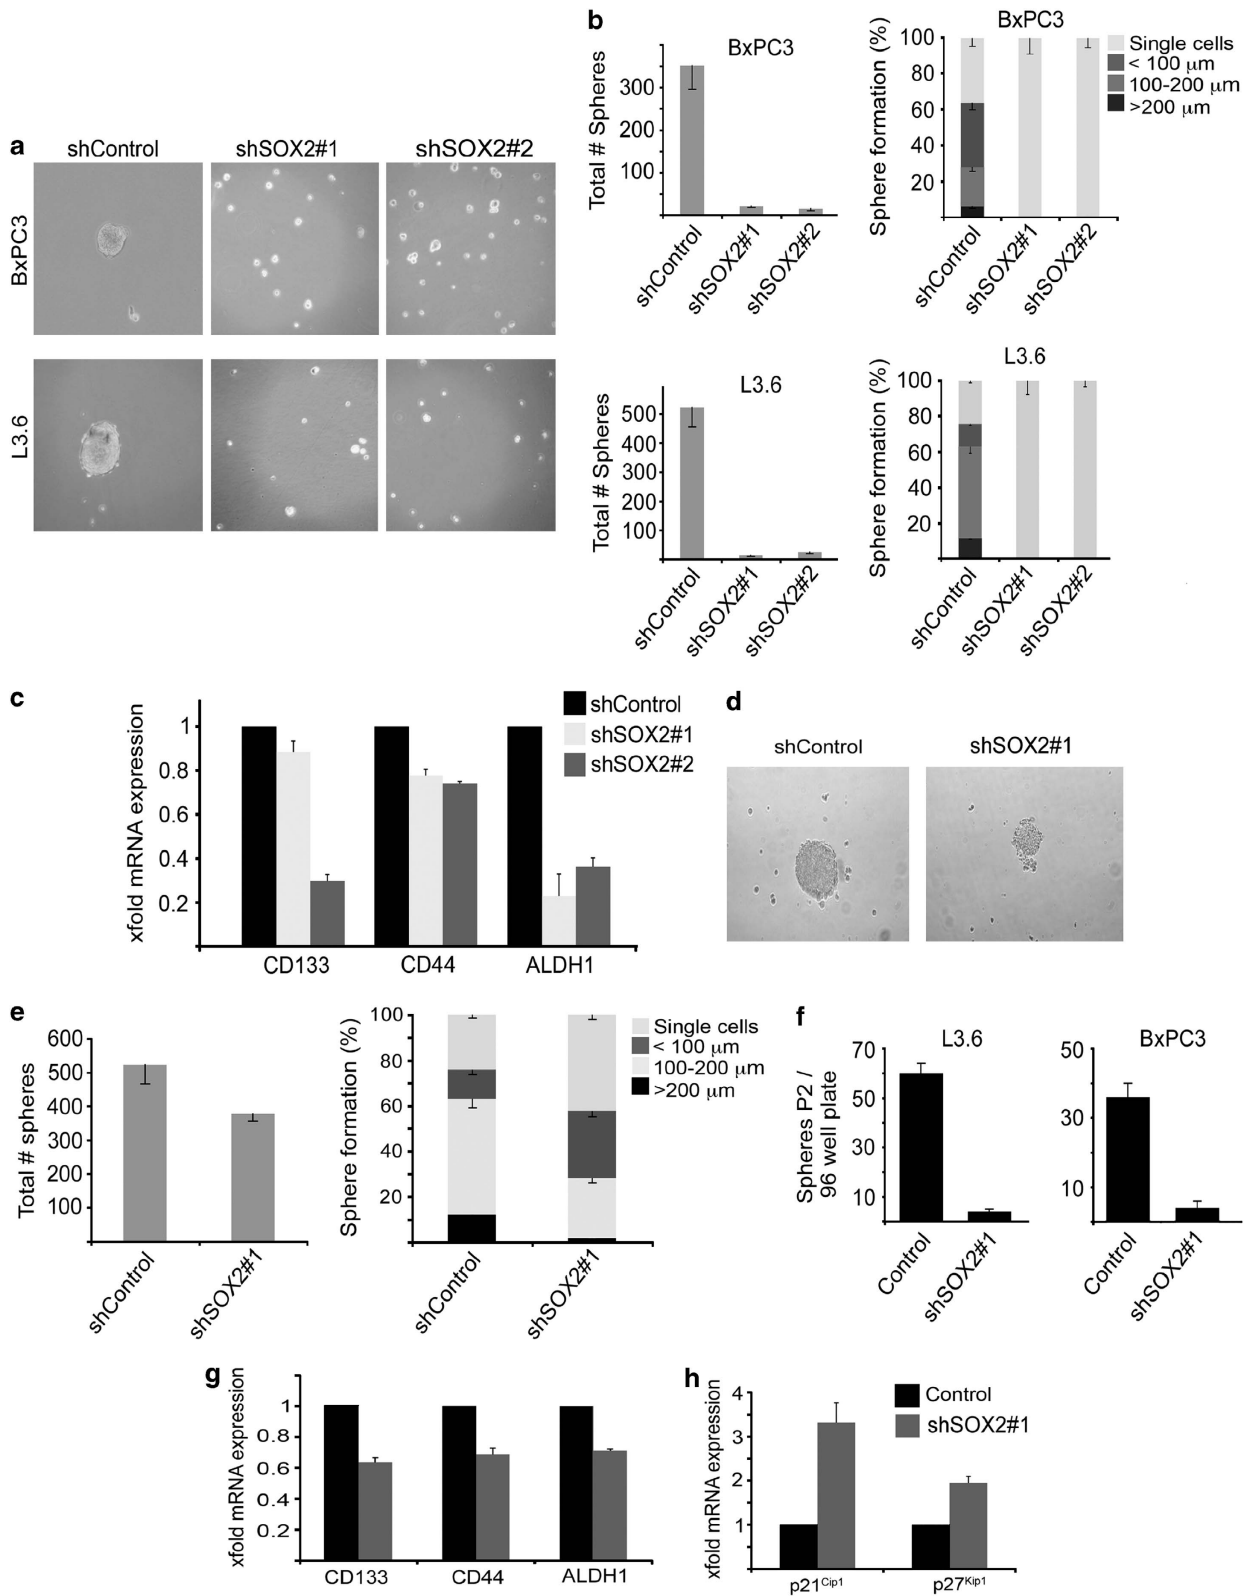 a
shControl
shSOX2#1
shSOX2#2
BxPC3
L3.6
b
BxPC3
Total # Spheres
300
200
100
shControl
shSOX2#1
shSOX2#2
BxPC3
Sphere formation (%)
100
80
60
40
20
Single cells
< 100 µm
100-200 µm
>200 µm
shControl
shSOX2#1
shSOX2#2
L3.6
Total # Spheres
500
400
300
200
100
shControl
shSOX2#1
shSOX2#2
L3.6
Sphere formation (%)
100
80
60
40
20
shControl
shSOX2#1
shSOX2#2
c
xfold mRNA expression
1
0.8
0.6
0.4
0.2
shControl
shSOX2#1
shSOX2#2
CD133
CD44
ALDH1
d
shControl
shSOX2#1
e
Total # spheres
600
500
400
300
200
100
shControl
shSOX2#1
Sphere formation (%)
100
80
60
40
20
Single cells
< 100 µm
100-200 µm
>200 µm
shControl
shSOX2#1
f
L3.6
Spheres P2 /
96 well plate
70
50
30
10
Control
shSOX2#1
BxPC3
50
30
10
Control
shSOX2#1
g
xfold mRNA expression
1
0.8
0.6
0.4
0.2
CD133
CD44
ALDH1
h
xfold mRNA expression
4
3
2
1
Control
shSOX2#1
p21Cip1
p27Kip1